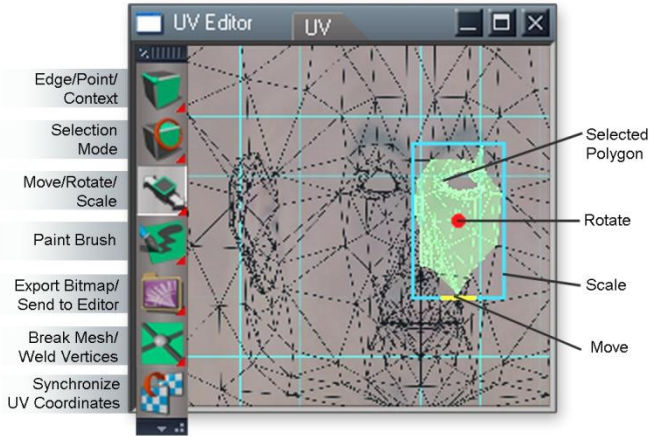 UV Editor
UV
Edge/Point/
Context
Selection
Mode
Move/Rotate/
Scale
Paint Brush
Export Bitmap/
Send to Editor
Break Mesh/
Weld Vertices
Synchronize
UV Coordinates
Selected
Polygon
Rotate
Scale
Move